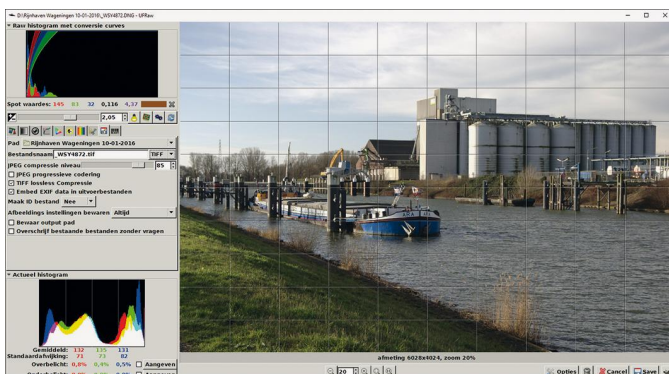 D:\Rijnhaven Wageningen 10-01-2016\_WSY4872.DNG - UFRaw
Raw histogram met conversie curves
Spot waardes: 145 83 32 0,116 4,37
2,05
Pad Rijnhaven Wageningen 10-01-2016
Bestandsnaam _WSY4872.tif TIFF
JPEG compressie niveau 85
JPEG progressieve codering
TIFF lossless Compressie
Embed EXIF data in uitvoerbestanden
Maak ID bestand Nee
Afbeeldings instellingen bewaren Altijd
Bewaar output pad
Overschrijf bestaande bestanden zonder vragen
Actueel histogram
Gemiddeld: 132 135 131
Standaardafwijking: 71 73 82
Overbelicht: 0,8% 0,4% 0,5% Aangeven
afmeting 6028x4024, zoom 20%
20
Opties
Cancel
Save